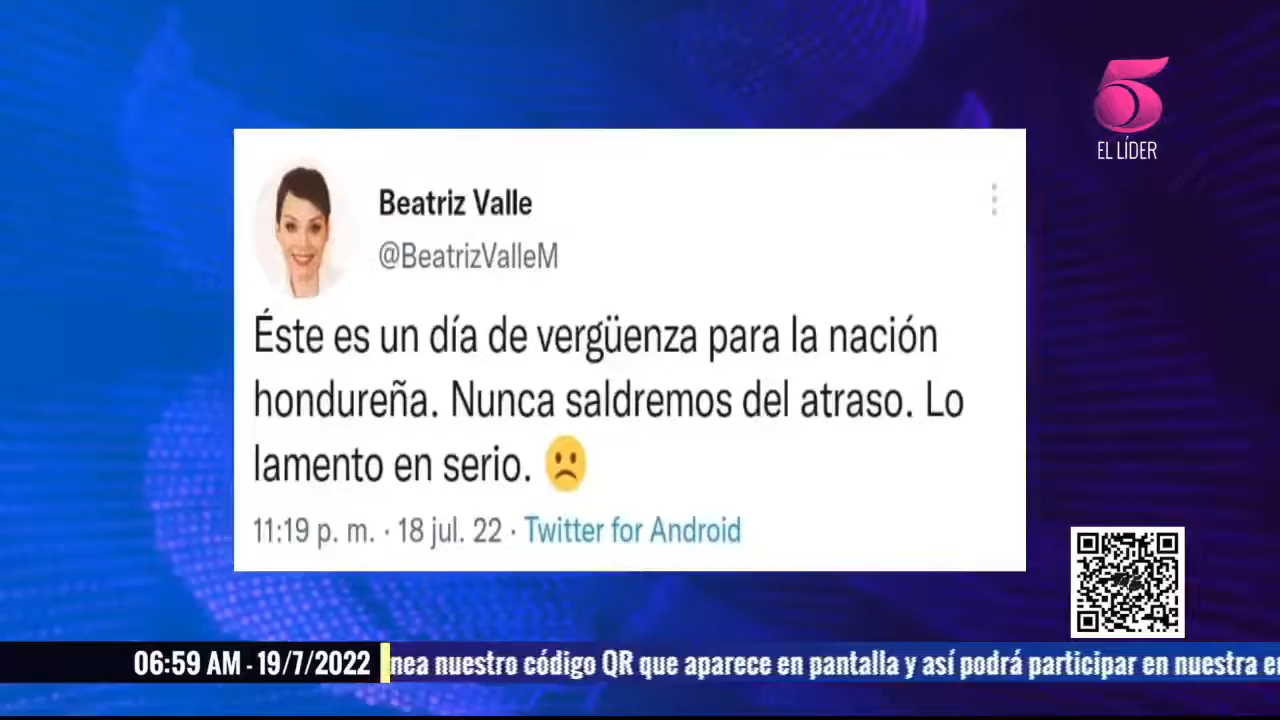 5
EL LÍDER
Beatriz Valle
@BeatrizValleM
Éste es un día de vergüenza para la nación
hondureña. Nunca saldremos del atraso. Lo
lamento en serio. ☹️
11:19 p. m. · 18 jul. 22 · Twitter for Android
06:59 AM - 19/7/2022 nea nuestro código QR que aparece en pantalla y así podrá participar en nuestra e